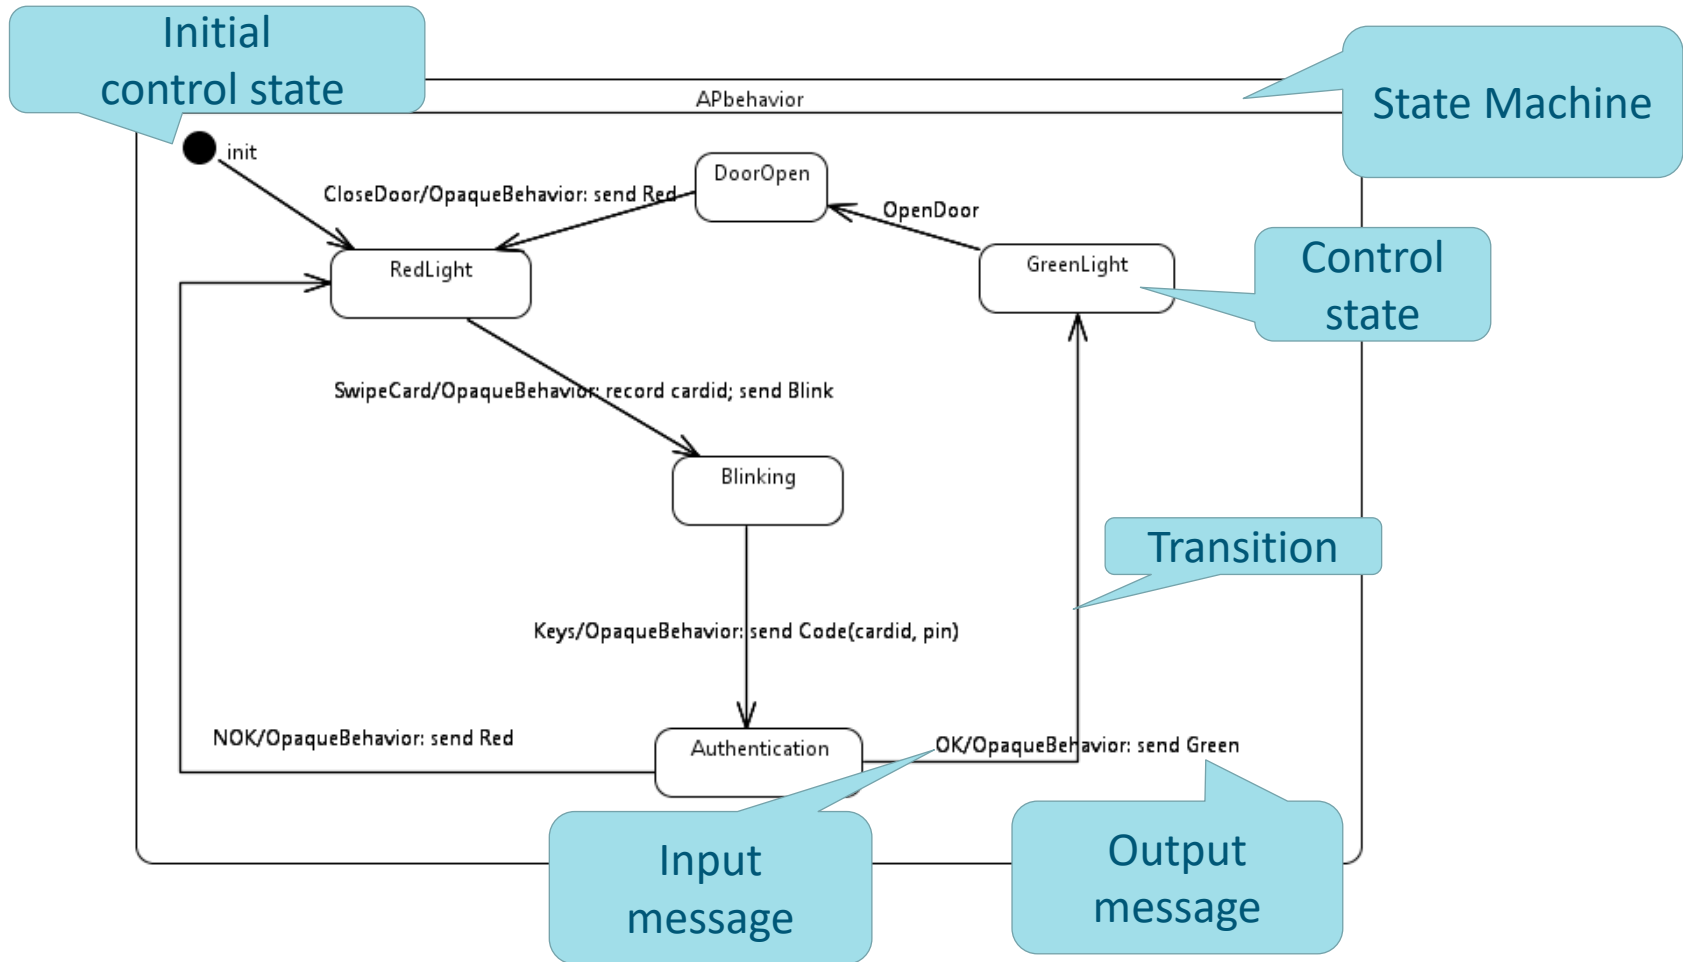 Initial
control state
APbehavior
State Machine
init
DoorOpen
CloseDoor/OpaqueBehavior: send Red
OpenDoor
RedLight
GreenLight
Control
state
SwipeCard/OpaqueBehavior: record cardid; send Blink
Blinking
Transition
Keys/OpaqueBehavior: send Code(cardid, pin)
NOK/OpaqueBehavior: send Red
Authentication
OK/OpaqueBehavior: send Green
Input
message
Output
message